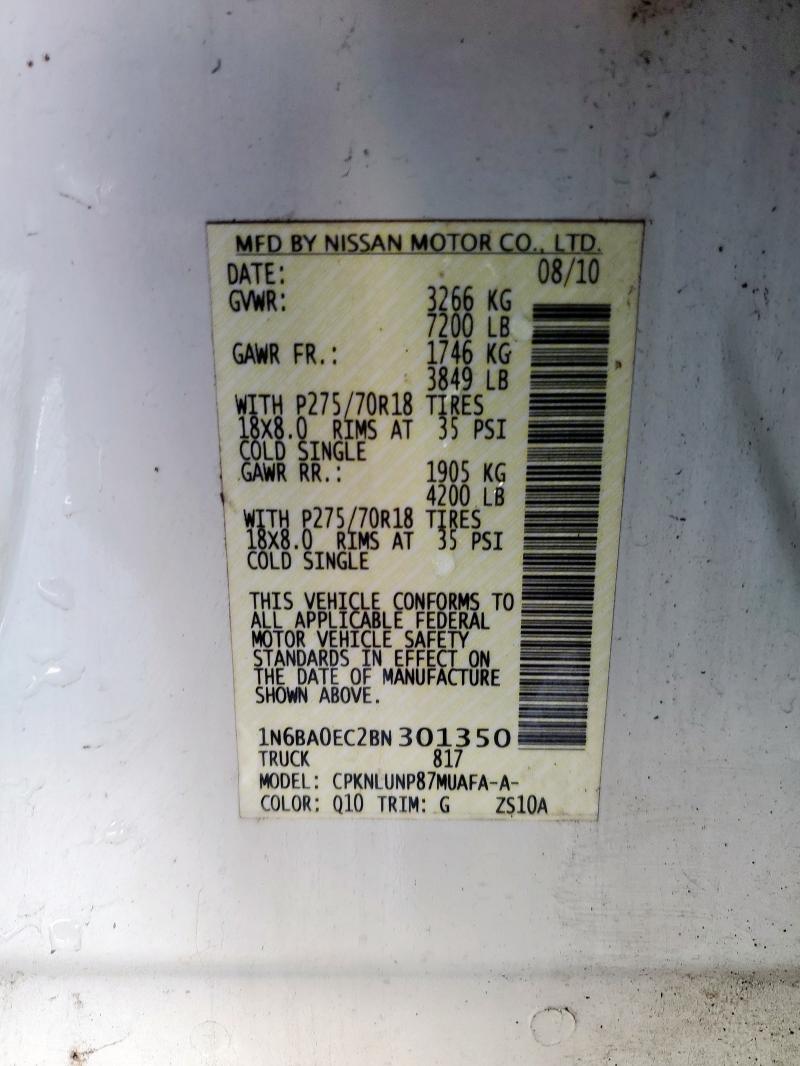 MFD BY NISSAN MOTOR CO., LTD.
DATE: 08/10
GVWR: 3266 KG
7200 LB
GAWR FR.: 1746 KG
3849 LB
WITH P275/70R18 TIRES
18X8.0 RIMS AT 35 PSI
COLD SINGLE
GAWR RR.: 1905 KG
4200 LB
WITH P275/70R18 TIRES
18X8.0 RIMS AT 35 PSI
COLD SINGLE
THIS VEHICLE CONFORMS TO
ALL APPLICABLE FEDERAL
MOTOR VEHICLE SAFETY
STANDARDS IN EFFECT ON
THE DATE OF MANUFACTURE
SHOWN ABOVE.
1N6BA0EC2BN 301350
TRUCK 817
MODEL: CPKNLUNP87MUAFA-A-
COLOR: Q10 TRIM: G ZS10A